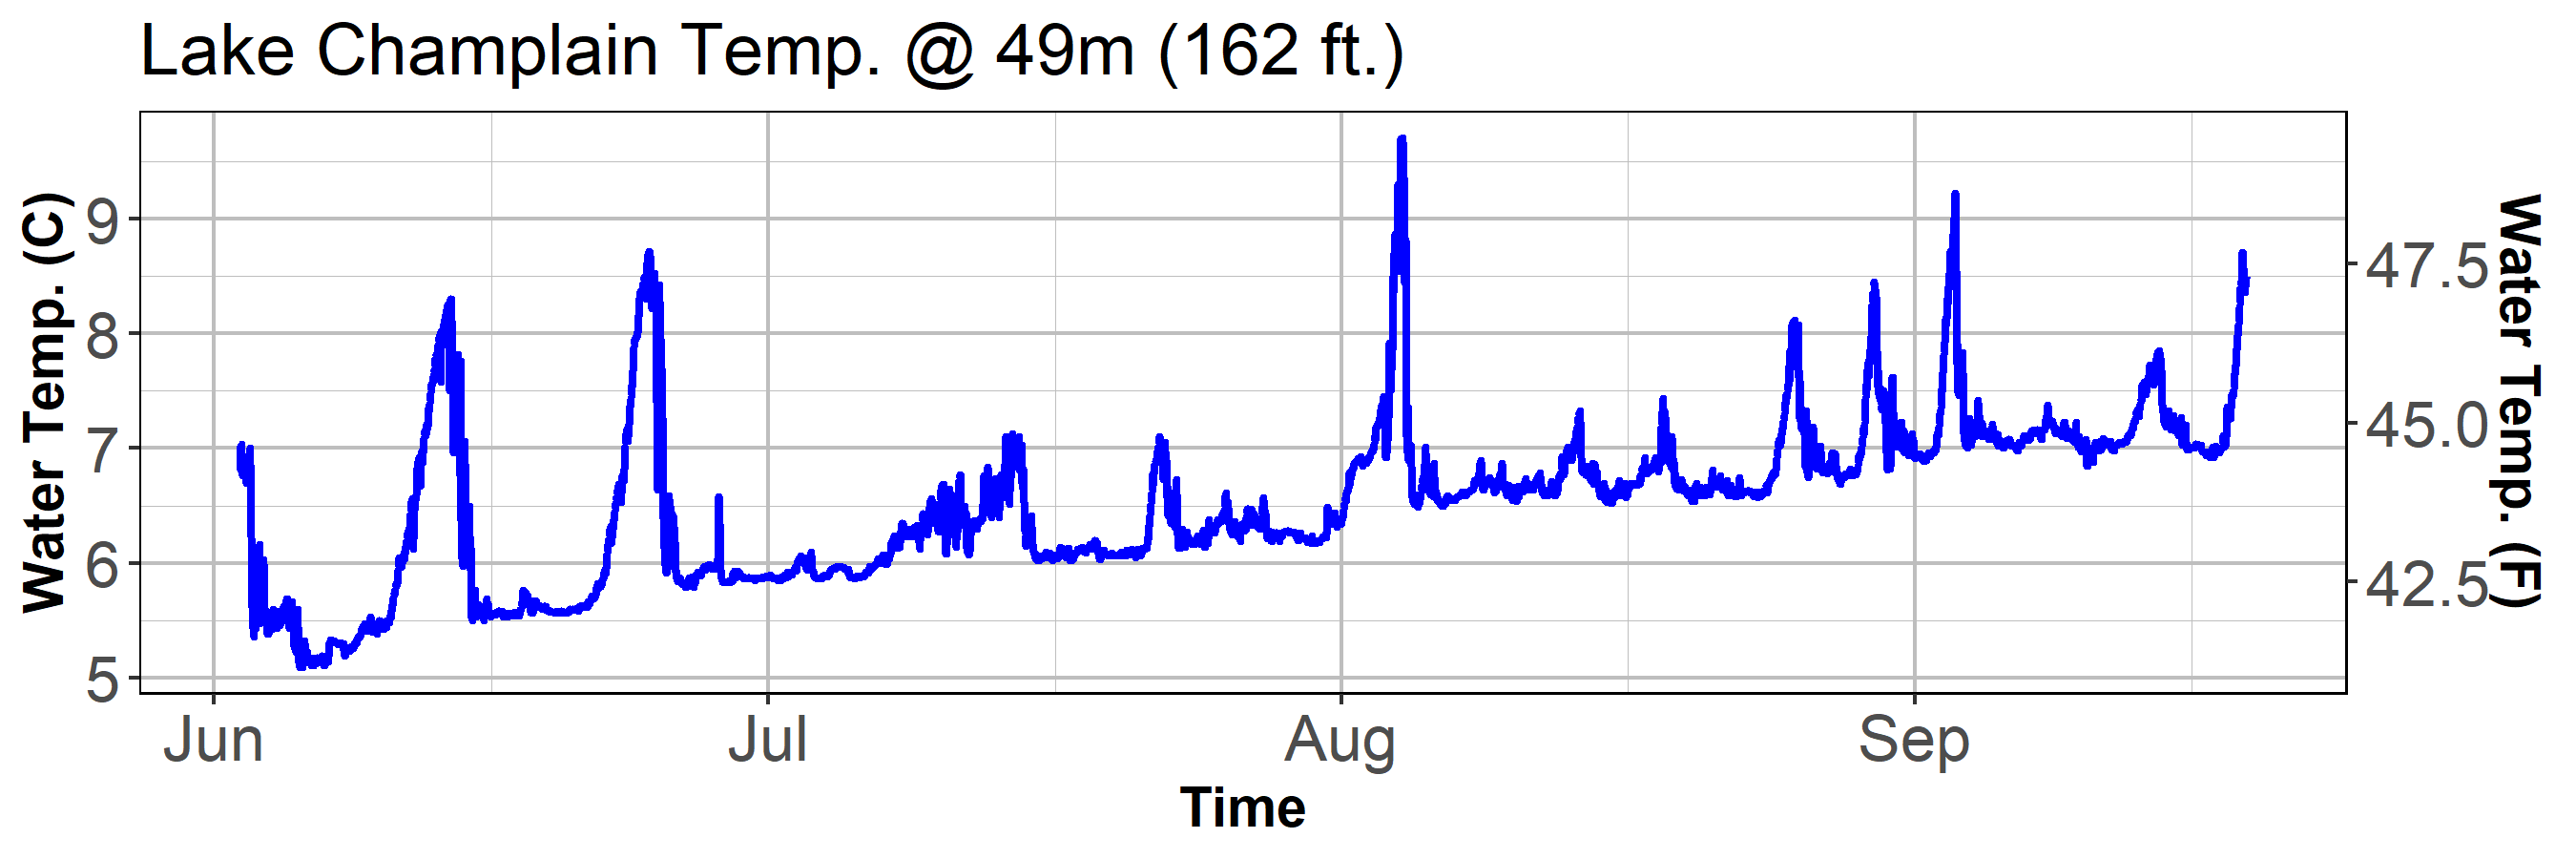 Lake Champlain Temp. @ 49m (162 ft.)
Water Temp. (C)
9
8
7
6
5
47.5
45.0
42.5
Water Temp. (F)
Jun Jul Aug Sep
Time